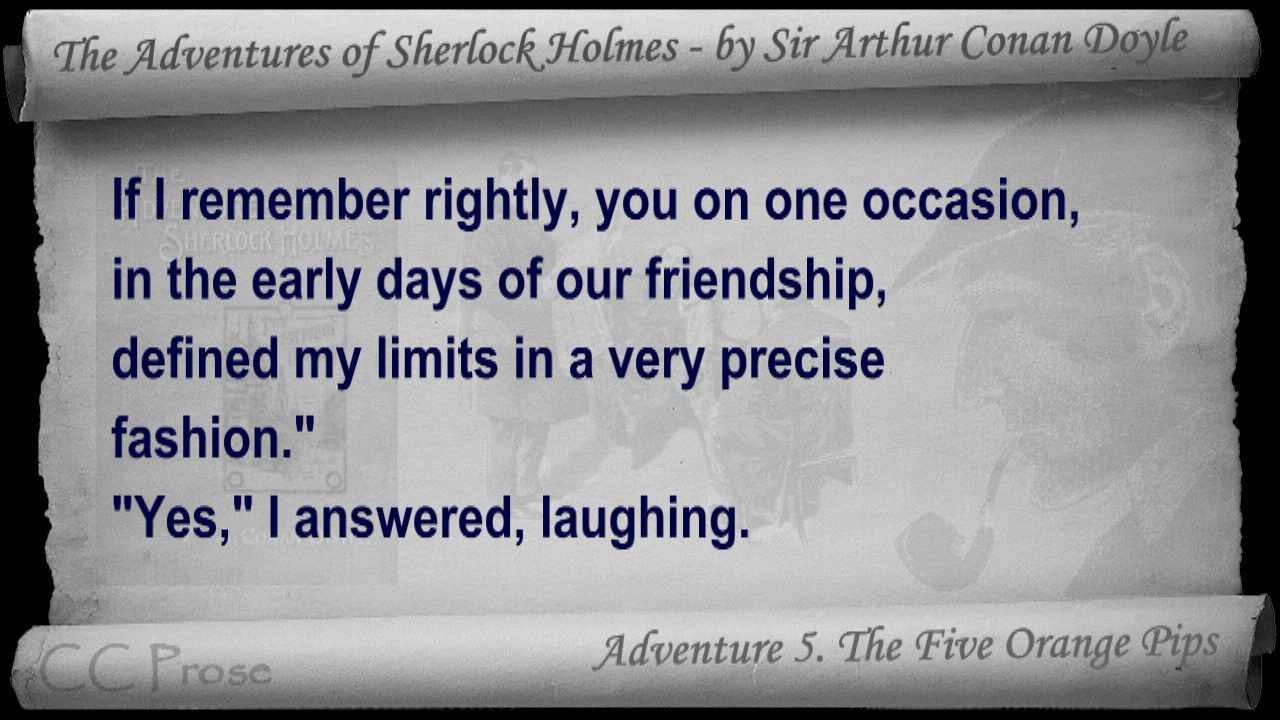 The Adventures of Sherlock Holmes - by Sir Arthur Conan Doyle
If I remember rightly, you on one occasion,
in the early days of our friendship,
defined my limits in a very precise
fashion."
"Yes," I answered, laughing.
SHERLOCK HOLMES
CC Prose
Adventure 5. The Five Orange Pips